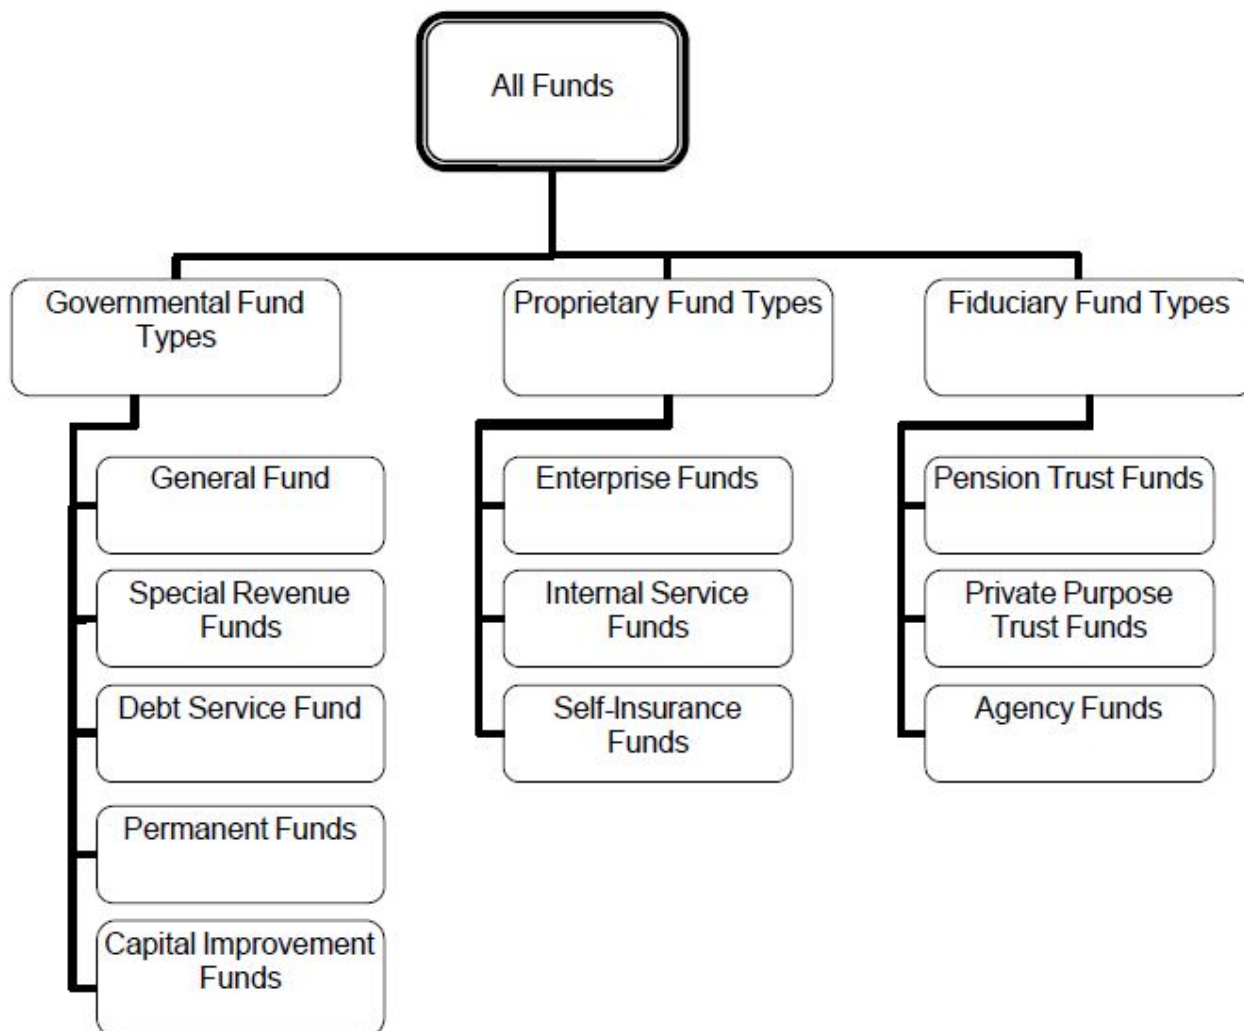 All Funds
Governmental Fund
Types
Proprietary Fund Types
Fiduciary Fund Types
General Fund
Special Revenue
Funds
Debt Service Fund
Permanent Funds
Capital Improvement
Funds
Enterprise Funds
Internal Service
Funds
Self-Insurance
Funds
Pension Trust Funds
Private Purpose
Trust Funds
Agency Funds